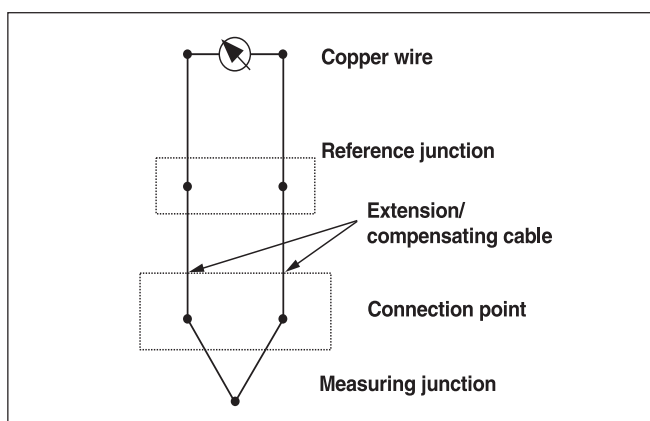 Copper wire
Reference junction
Extension/
compensating cable
Connection point
Measuring junction